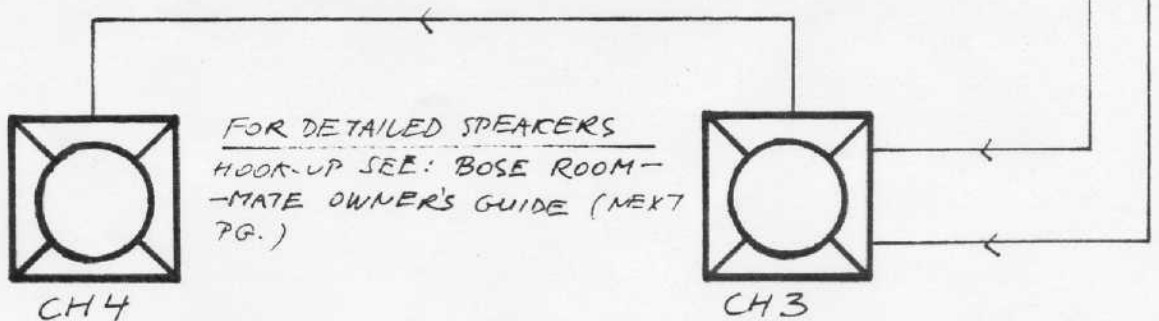 FOR DETAILED SPEAKERS
HOOK-UP SEE: BOSE ROOM-
-MATE OWNER'S GUIDE (NEXT
PG.)
CH4
CH3